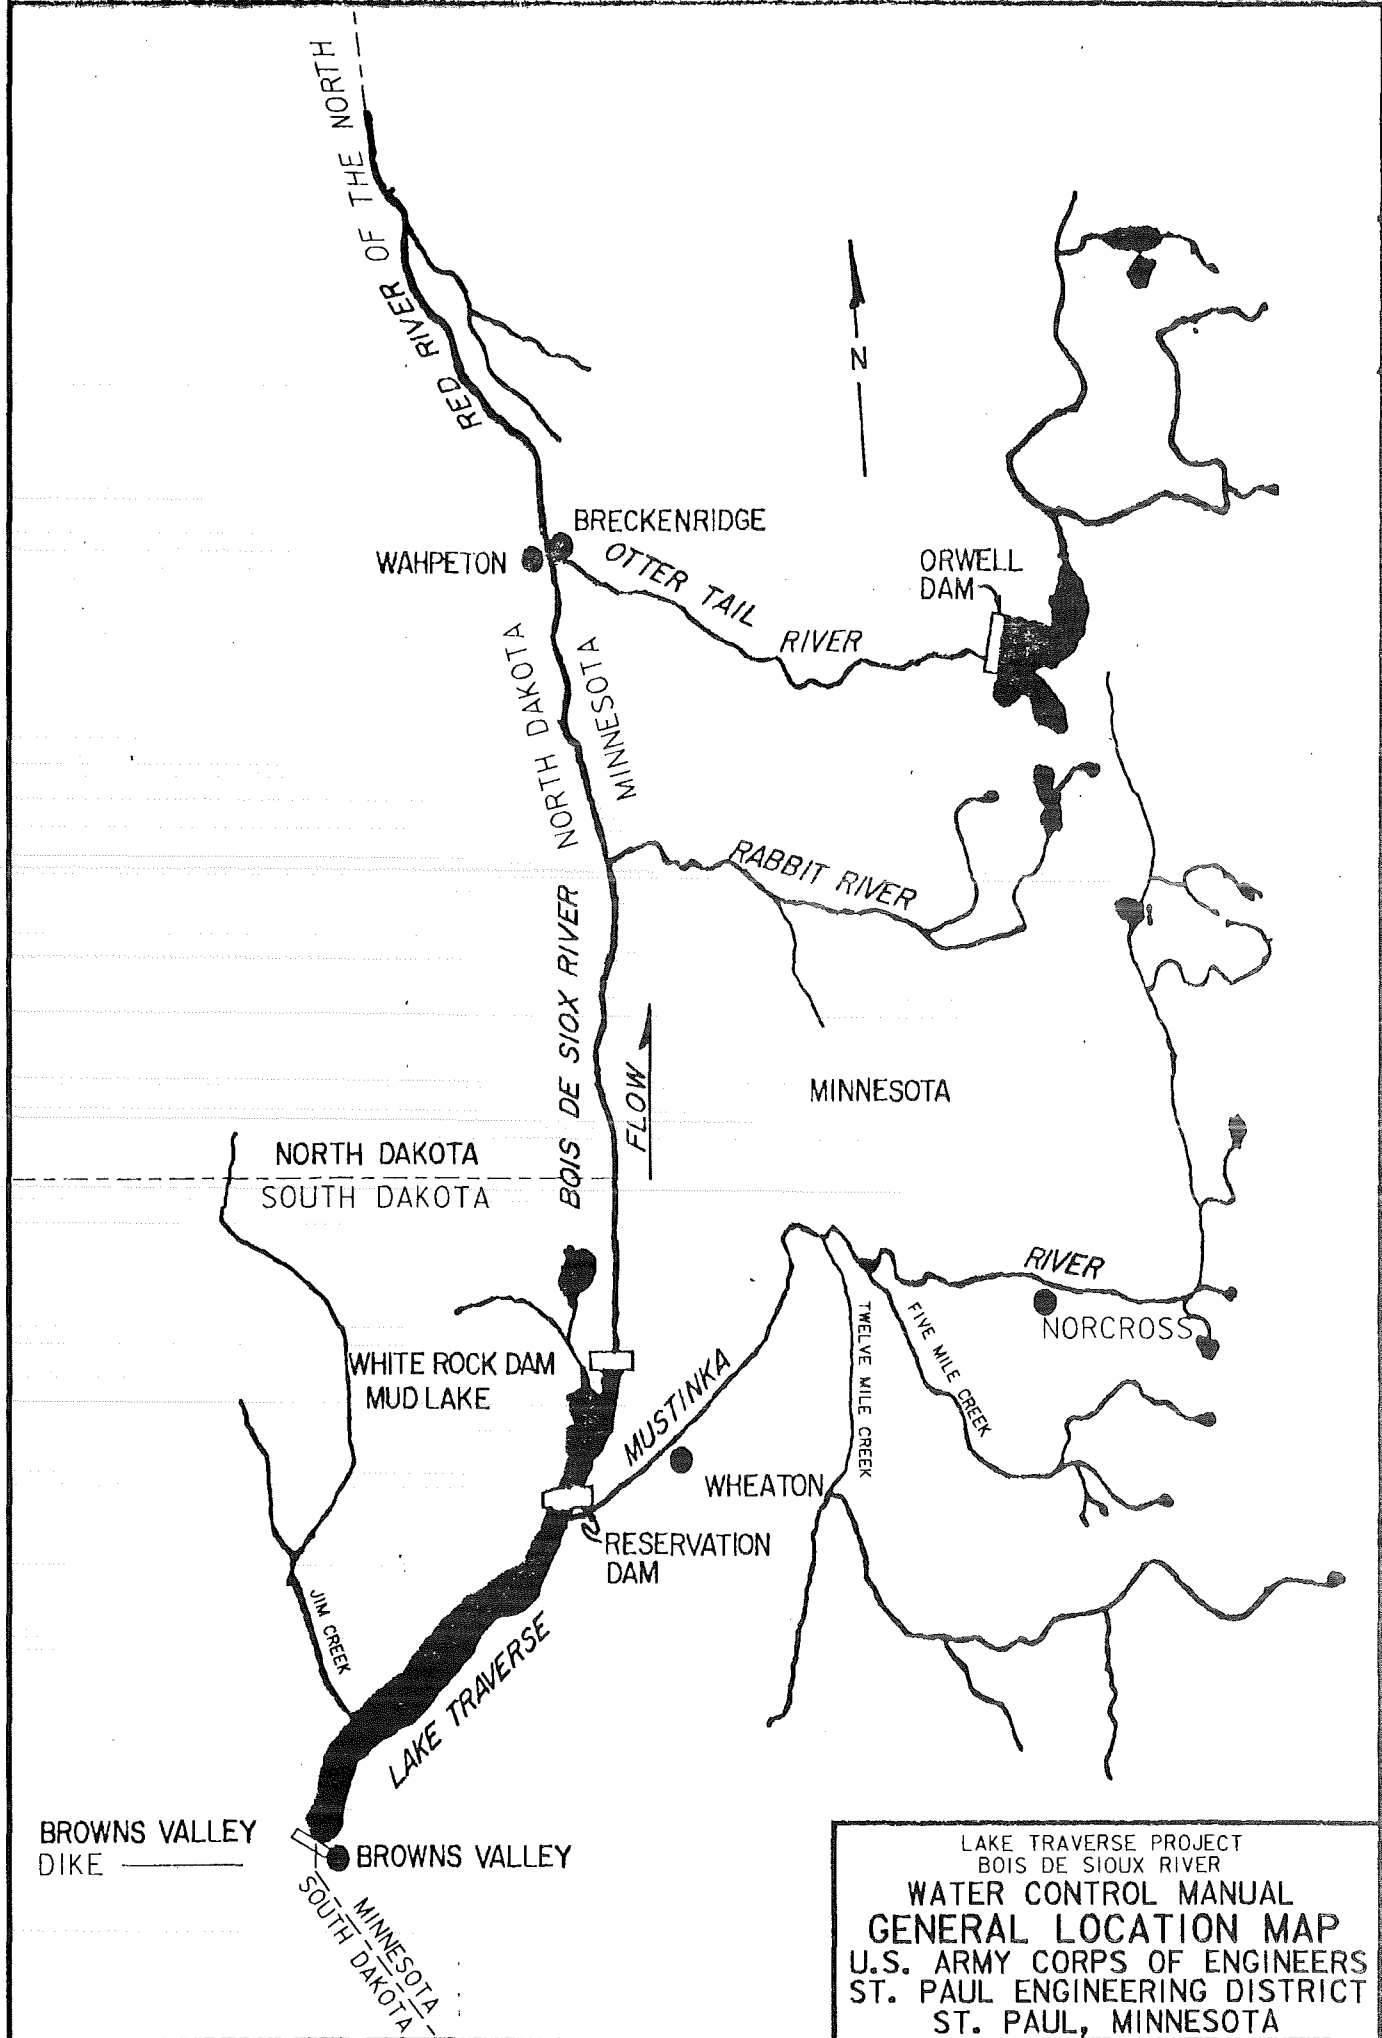 RED RIVER OF THE NORTH
N
BRECKENRIDGE
WAHPETON
OTTER TAIL RIVER
ORWELL
DAM
NORTH DAKOTA
MINNESOTA
RABBIT RIVER
BOIS DE SIOX RIVER
FLOW
MINNESOTA
NORTH DAKOTA
SOUTH DAKOTA
RIVER
NORCROSS
TWELVE MILE CREEK
FIVE MILE CREEK
WHITE ROCK DAM
MUD LAKE
MUSTINKA
WHEATON
RESERVATION
DAM
JIM CREEK
LAKE TRAVERSE
BROWNS VALLEY
DIKE
BROWNS VALLEY
MINNESOTA
SOUTH DAKOTA
LAKE TRAVERSE PROJECT
BOIS DE SIOUX RIVER
WATER CONTROL MANUAL
GENERAL LOCATION MAP
U.S. ARMY CORPS OF ENGINEERS
ST. PAUL ENGINEERING DISTRICT
ST. PAUL, MINNESOTA